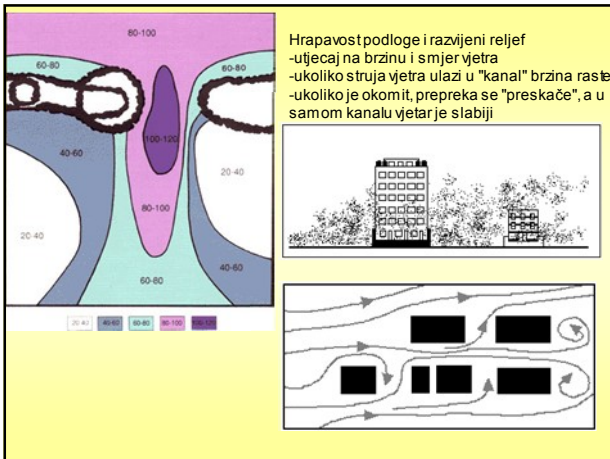 Hrapavost podloge i razvijeni reljef
-utjecaj na brzinu i smjer vjetra
-ukoliko struja vjetra ulazi u "kanal" brzina raste
-ukoliko je okomit, prepreka se "preskače", a u
samom kanalu vjetar je slabiji
80-100
60-80
60-80
100-120
40-60
20-40
20-40
80-100
40-60
60-80
20-40 40-60 60-80 80-100 100-120